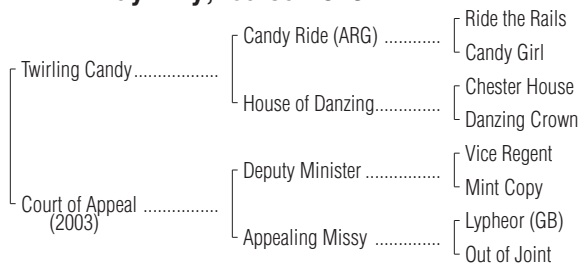 Ride the Rails
Candy Ride (ARG) ............
Candy Girl
Twirling Candy..................
Chester House
House of Danzing..............
Danzing Crown
Vice Regent
Deputy Minister ................
Mint Copy
Court of Appeal ................
(2003)
Lypheor (GB)
Appealing Missy ..............
Out of Joint